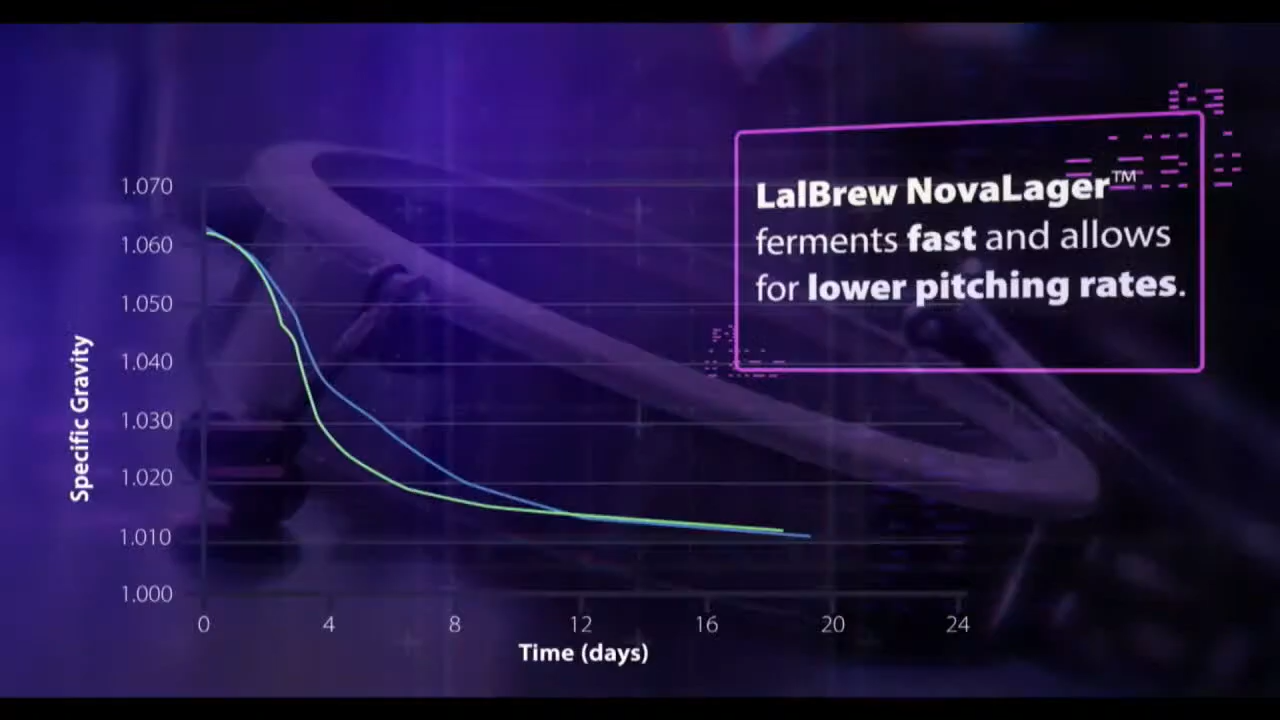 LalBrew NovaLager™
ferments fast and allows
for lower pitching rates.
1.070
1.060
1.050
1.040
1.030
1.020
1.010
1.000
Specific Gravity
0 4 8 12 16 20 24
Time (days)